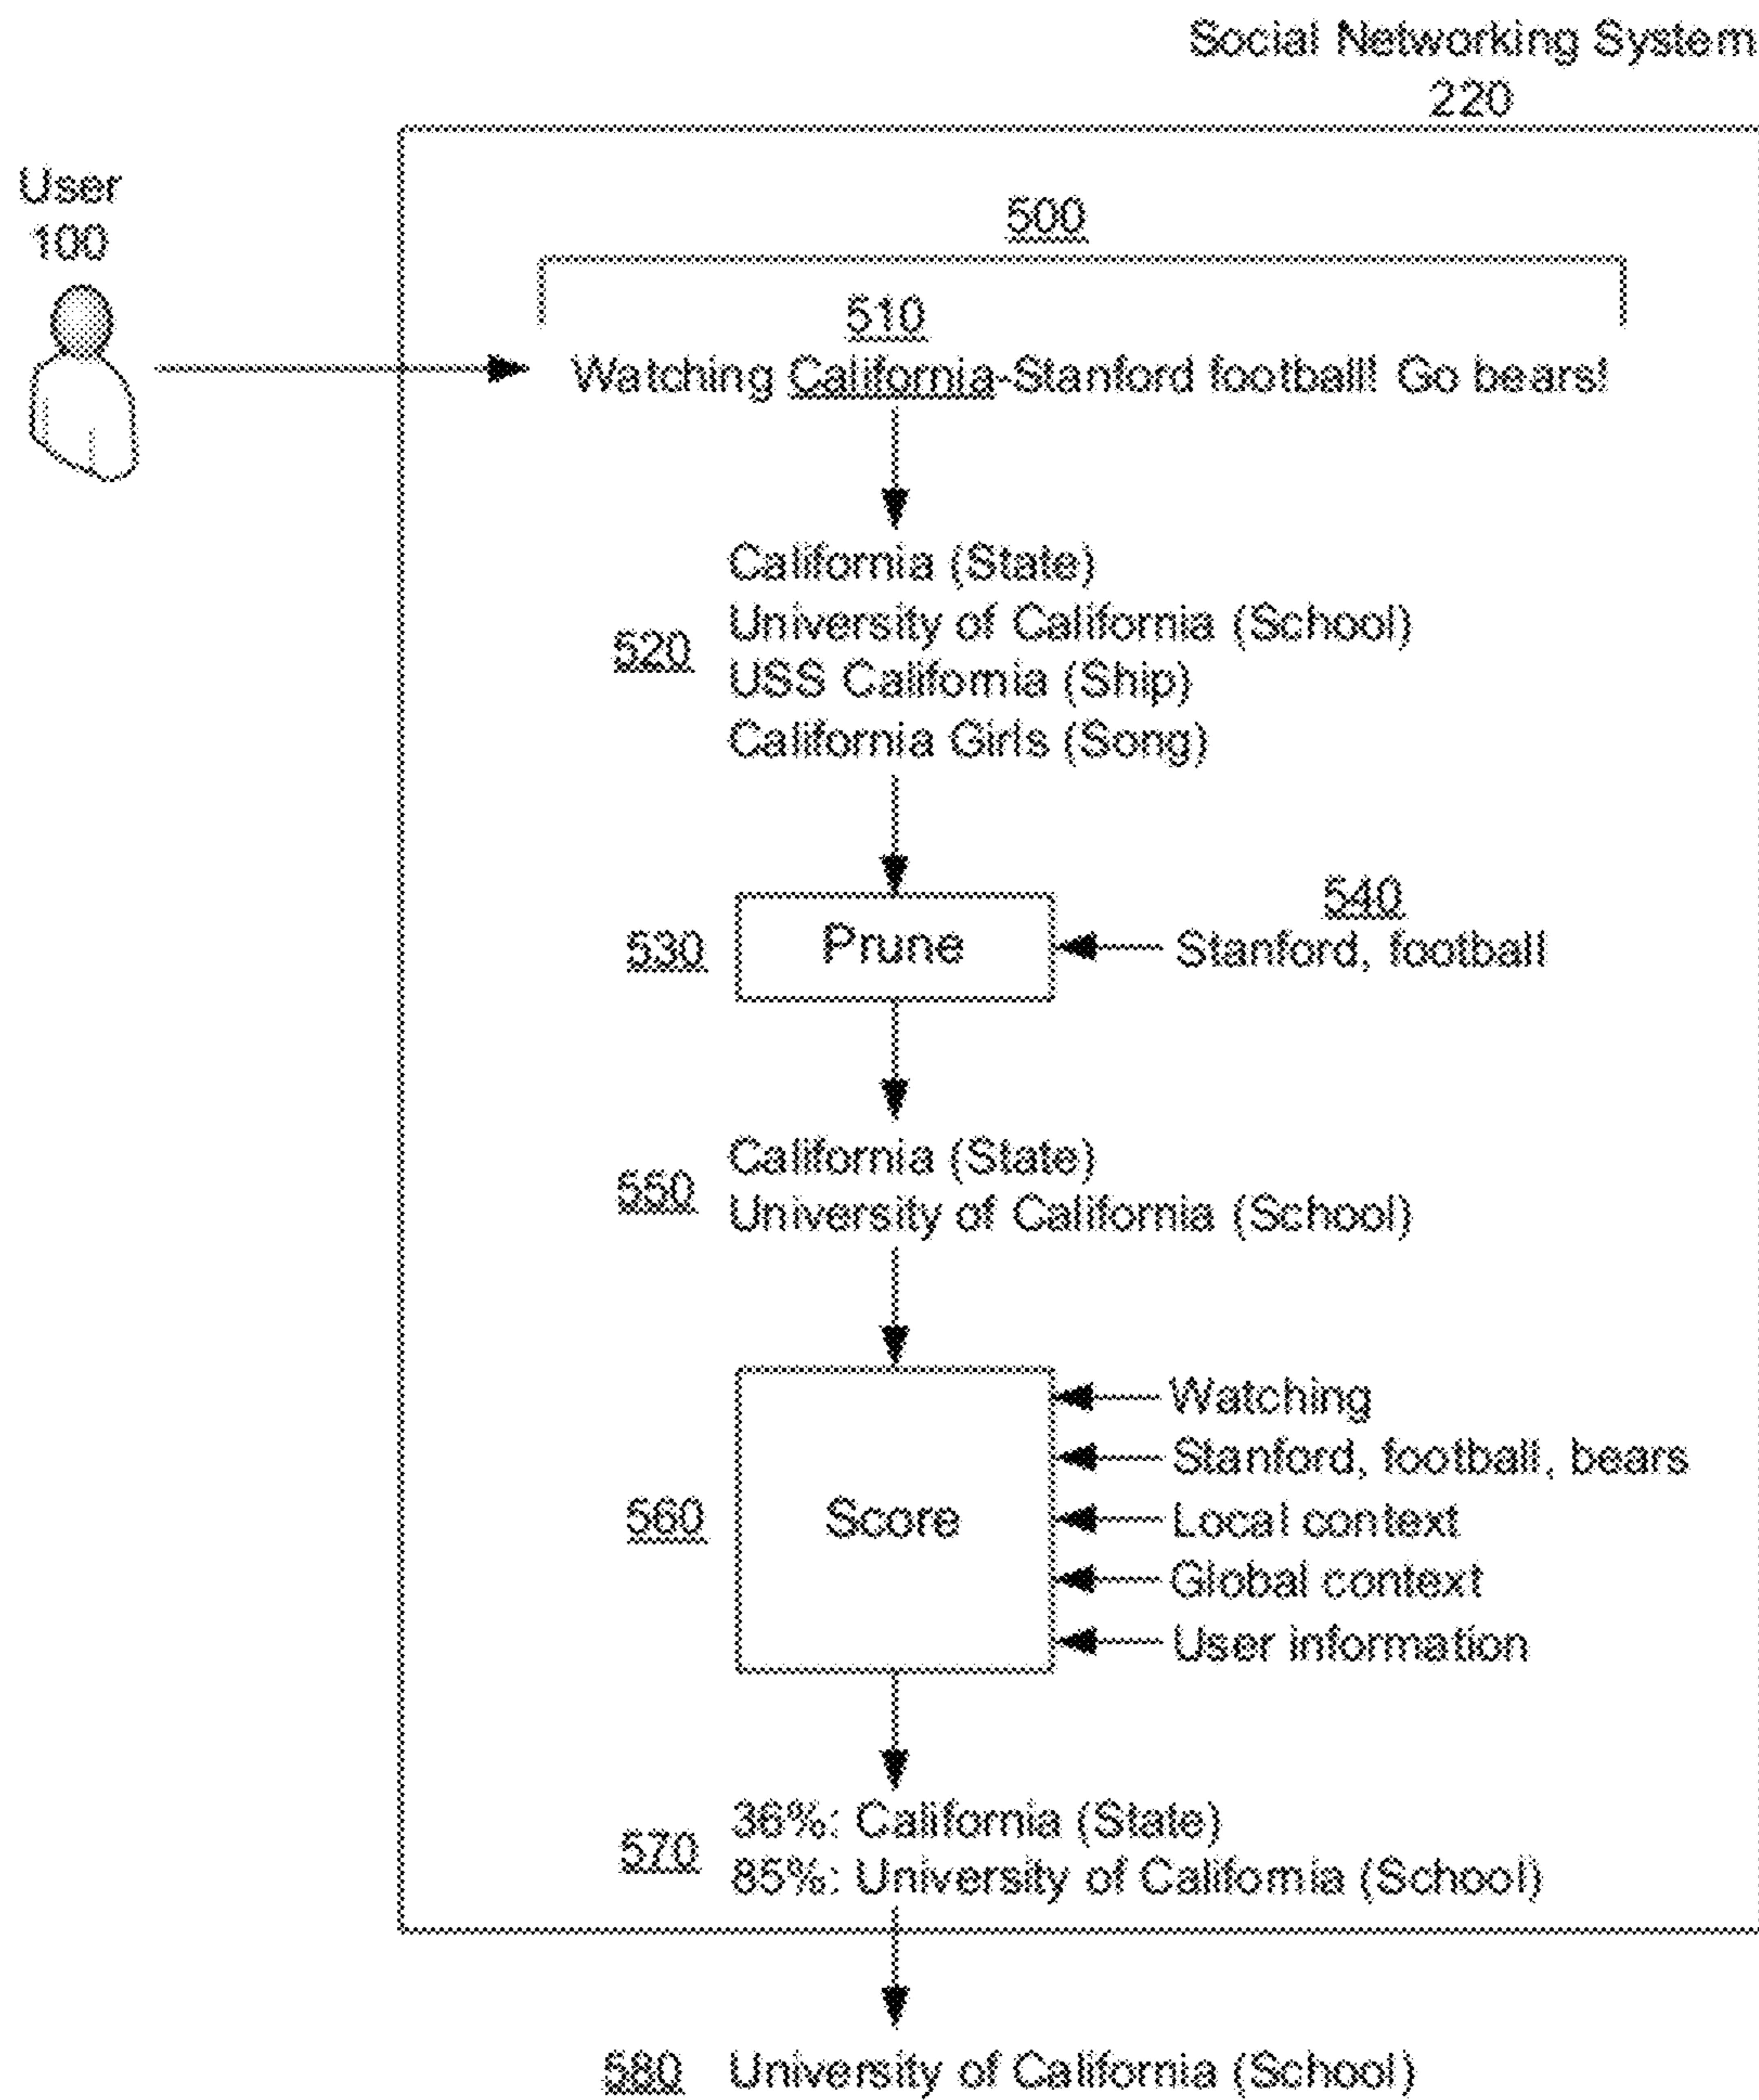 Social Networking System
220
User
100
500
510
Watching California-Stanford football! Go bears!
California (State)
University of California (School)
520
USS California (Ship)
California Girls (Song)
540
530 Prune Stanford, football
California (State)
550
University of California (School)
Watching
Stanford, football, bears
560 Score Local context
Global context
User information
36%: California (State)
570
85%: University of California (School)
580 University of California (School)